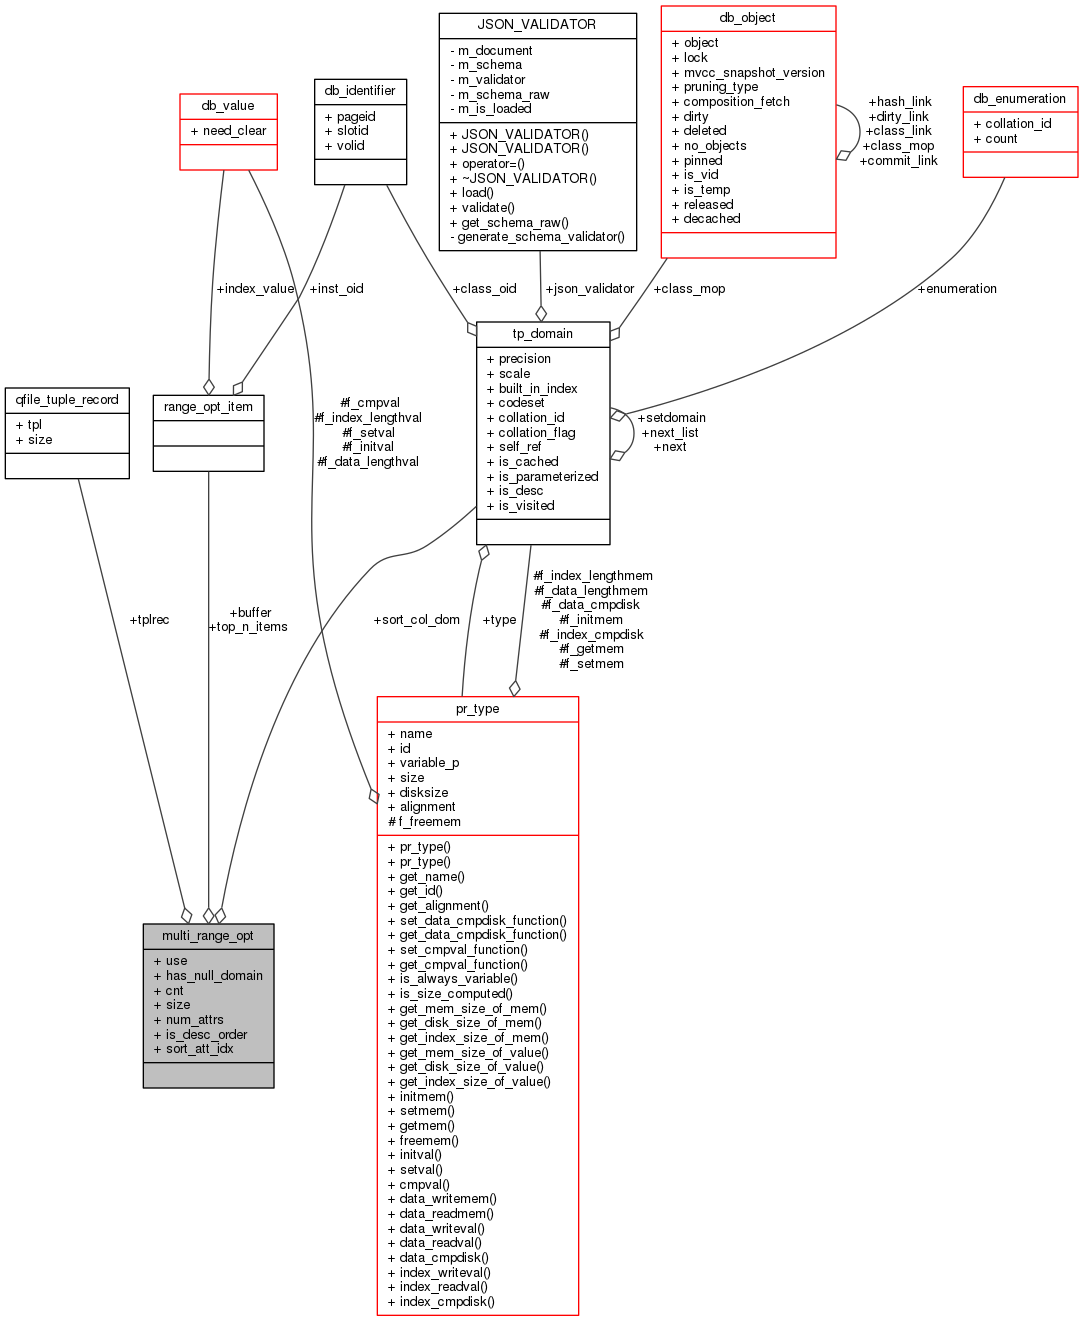 JSON_VALIDATOR
- m_document
- m_schema
- m_validator
- m_schema_raw
- m_is_loaded
+ JSON_VALIDATOR()
+ JSON_VALIDATOR()
+ operator=()
+ ~JSON_VALIDATOR()
+ load()
+ validate()
+ get_schema_raw()
- generate_schema_validator()
db_object
+ object
+ lock
+ mvcc_snapshot_version
+ pruning_type
+ composition_fetch
+ dirty
+ deleted
+ no_objects
+ pinned
+ is_vid
+ is_temp
+ released
+ decached
+hash_link
+dirty_link
+class_link
+class_mop
+commit_link
db_enumeration
+ collation_id
+ count
db_identifier
+ pageid
+ slotid
+ volid
db_value
+ need_clear
+index_value
+inst_oid
+class_oid
+json_validator
+class_mop
+enumeration
tp_domain
+ precision
+ scale
+ built_in_index
+ codeset
+ collation_id
+ collation_flag
+ self_ref
+ is_cached
+ is_parameterized
+ is_desc
+ is_visited
+setdomain
+next_list
+next
qfile_tuple_record
+ tpl
+ size
range_opt_item
#f_cmpval
#f_index_lengthval
#f_setval
#f_initval
#f_data_lengthval
+tplrec
+buffer
+top_n_items
+sort_col_dom
+type
#f_index_lengthmem
#f_data_lengthmem
#f_data_cmpdisk
#f_initmem
#f_index_cmpdisk
#f_getmem
#f_setmem
pr_type
+ name
+ id
+ variable_p
+ size
+ disksize
+ alignment
# f_freemem
+ pr_type()
+ pr_type()
+ get_name()
+ get_id()
+ get_alignment()
+ set_data_cmpdisk_function()
+ get_data_cmpdisk_function()
+ set_cmpval_function()
+ get_cmpval_function()
+ is_always_variable()
+ is_size_computed()
+ get_mem_size_of_mem()
+ get_disk_size_of_mem()
+ get_index_size_of_mem()
+ get_mem_size_of_value()
+ get_disk_size_of_value()
+ get_index_size_of_value()
+ initmem()
+ setmem()
+ getmem()
+ freemem()
+ initval()
+ setval()
+ cmpval()
+ data_writemem()
+ data_readmem()
+ data_writeval()
+ data_readval()
+ data_cmpdisk()
+ index_writeval()
+ index_readval()
+ index_cmpdisk()
multi_range_opt
+ use
+ has_null_domain
+ cnt
+ size
+ num_attrs
+ is_desc_order
+ sort_att_idx